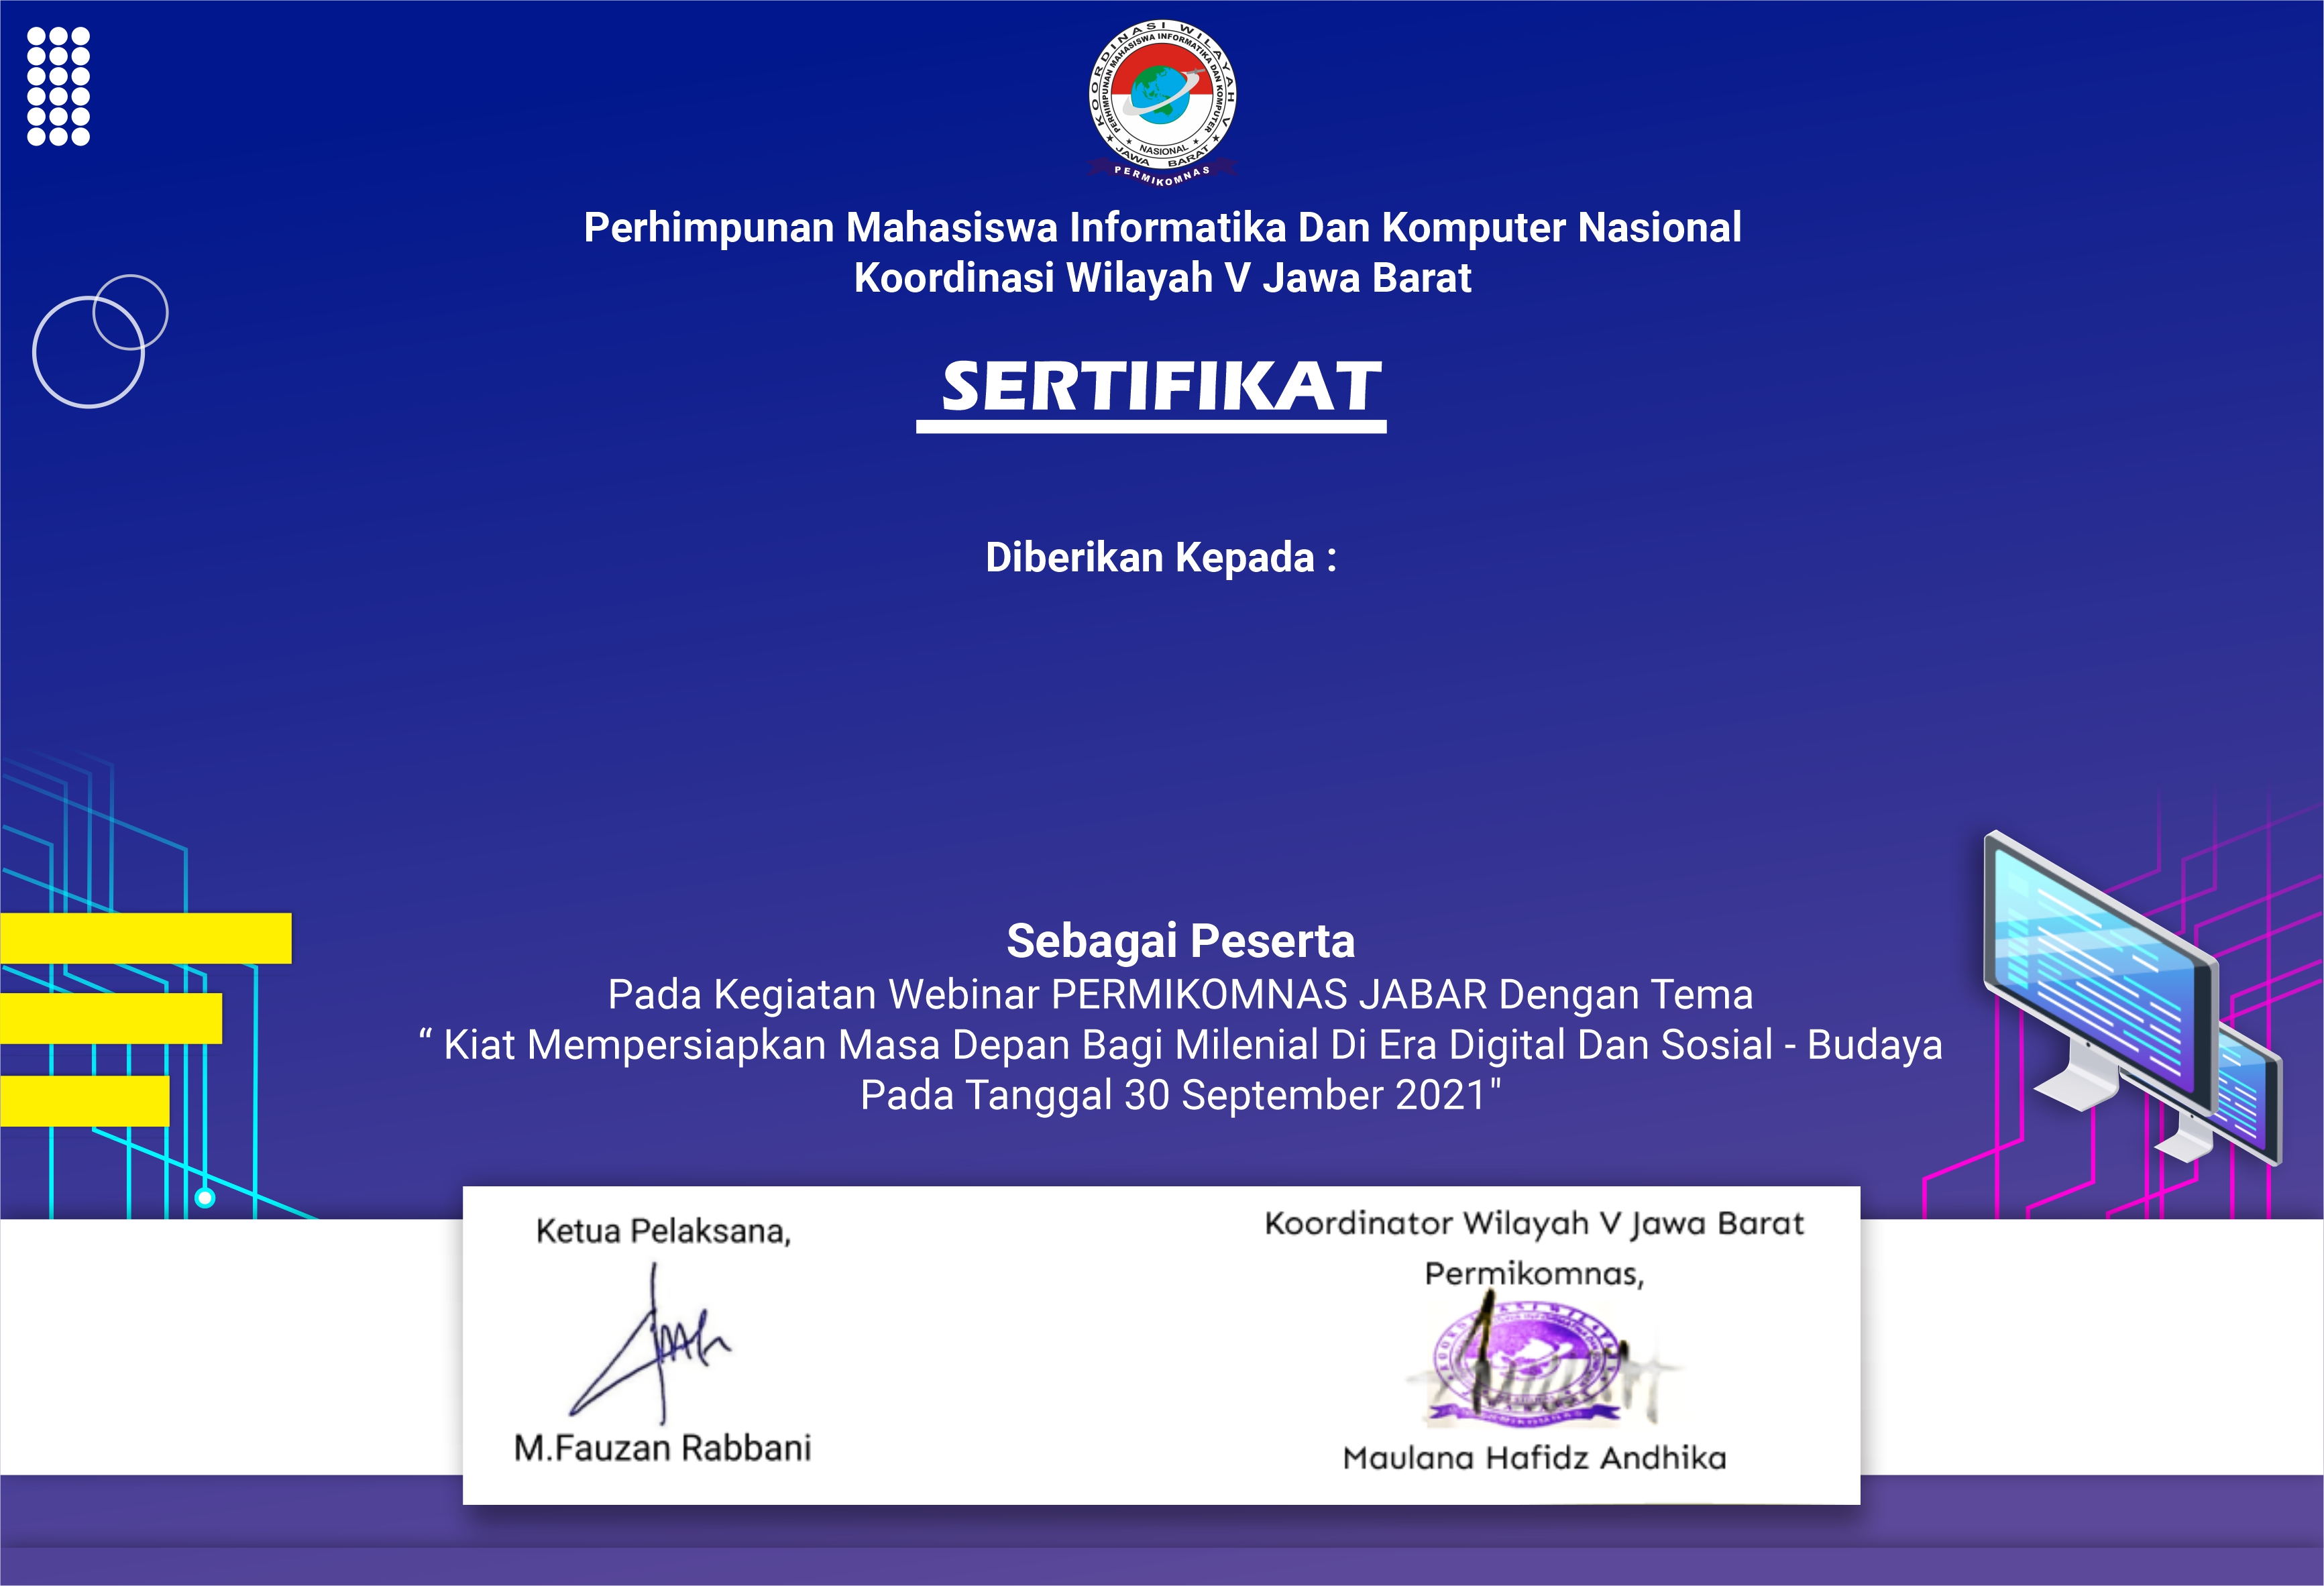 KOORDINASI WILAYAH V
PERHIMPUNAN MAHASISWA INFORMATIKA DAN KOMPUTER
NASIONAL
JAWA BARAT
PERMIKOMNAS
Perhimpunan Mahasiswa Informatika Dan Komputer Nasional
Koordinasi Wilayah V Jawa Barat
SERTIFIKAT
Diberikan Kepada :
Sebagai Peserta
Pada Kegiatan Webinar PERMIKOMNAS JABAR Dengan Tema
“ Kiat Mempersiapkan Masa Depan Bagi Milenial Di Era Digital Dan Sosial - Budaya
Pada Tanggal 30 September 2021"
Ketua Pelaksana,
M.Fauzan Rabbani
Koordinator Wilayah V Jawa Barat
Permikomnas,
Maulana Hafidz Andhika